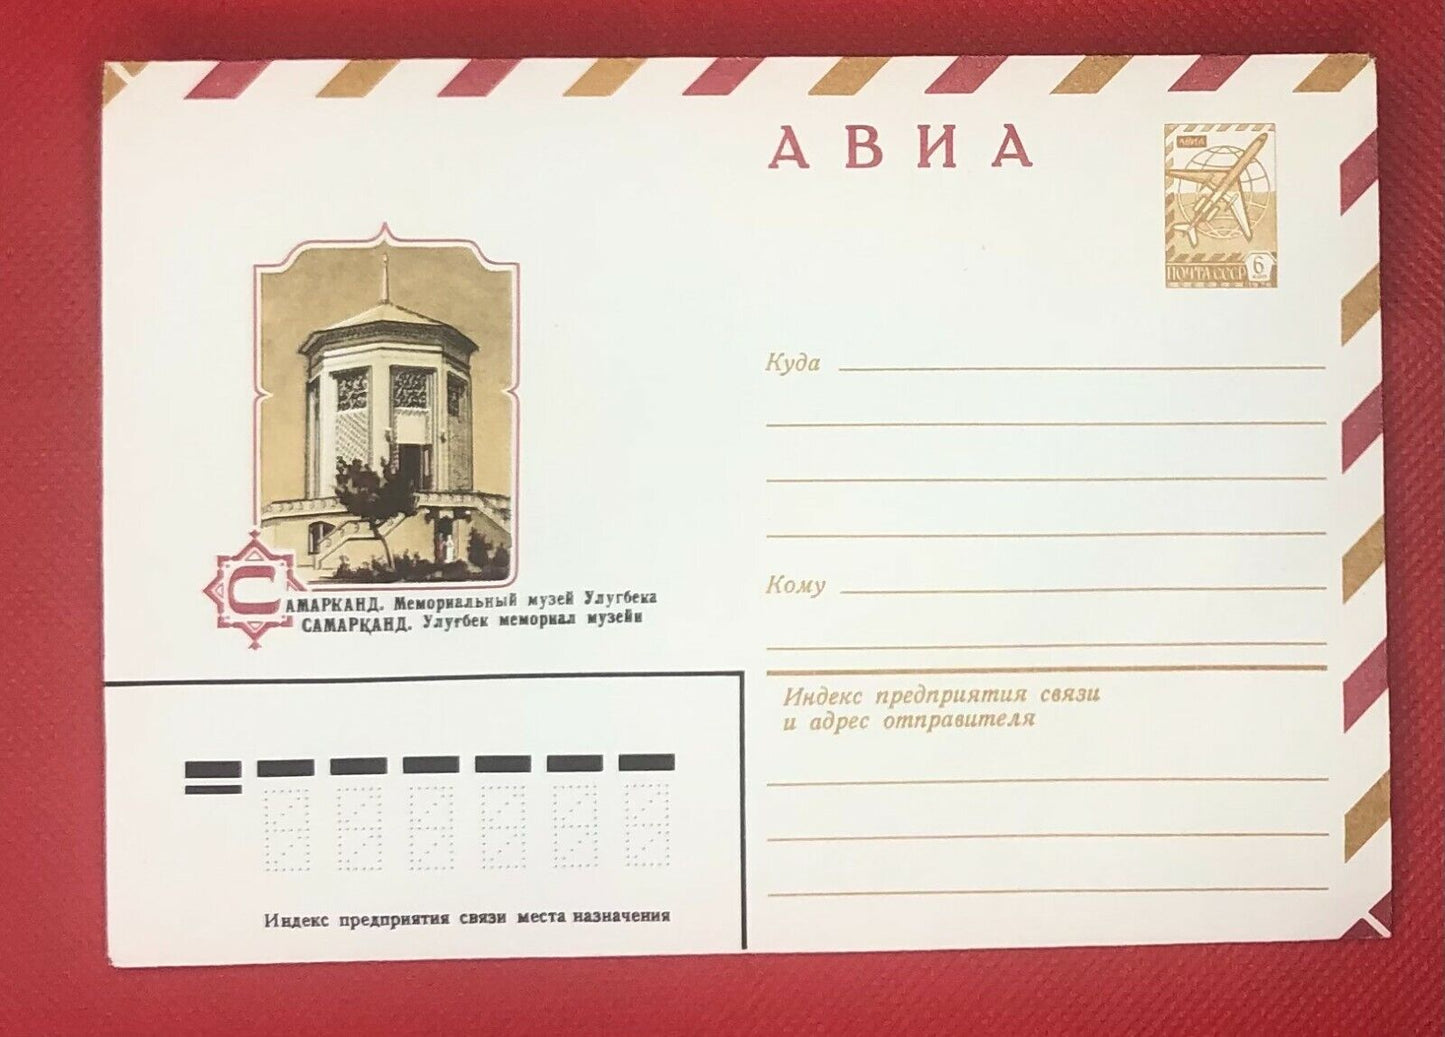 АВИА
АВИА
ПОЧТА СССР 6
САМАРКАНД. Мемориальный музей Улугбека
САМАРҚАНД. Улуғбек мемориал музейи
Куда
Кому
Индекс предприятия связи
и адрес отправителя
Индекс предприятия связи места назначения